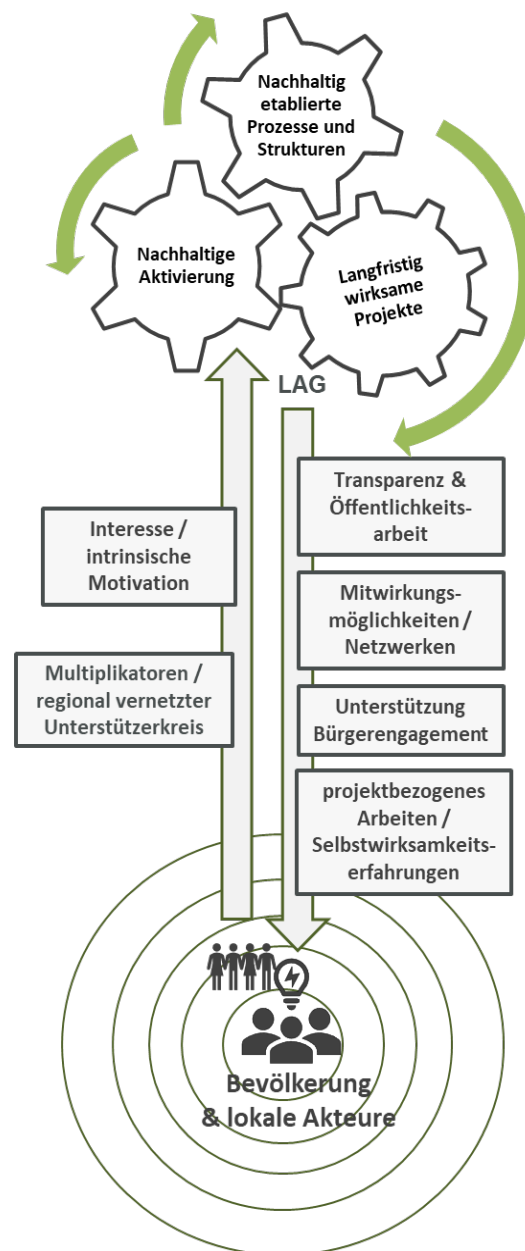 Nachhaltig
etablierte
Prozesse und
Strukturen
Nachhaltige
Aktivierung
Langfristig
wirksame
Projekte
LAG
Interesse /
intrinsische
Motivation
Multiplikatoren /
regional vernetzter
Unterstützerkreis
Transparenz &
Öffentlichkeits-
arbeit
Mitwirkungs-
möglichkeiten /
Netzwerken
Unterstützung
Bürgerengagement
projektbezogenes
Arbeiten /
Selbstwirksamkeits-
erfahrungen
Bevölkerung
& lokale Akteure